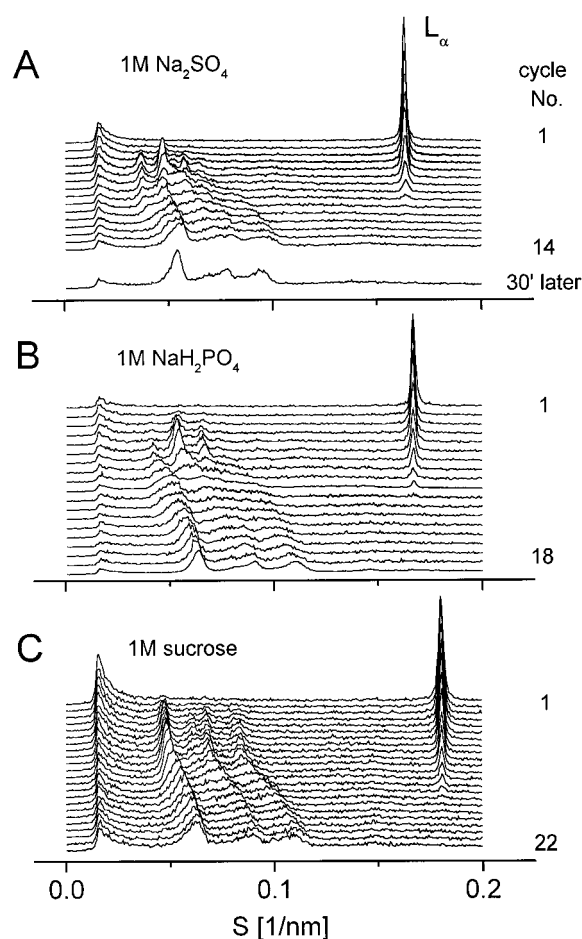 A
1M Na₂SO₄
Lα
cycle
No.
1
14
30' later
B
1M NaH₂PO₄
1
18
C
1M sucrose
1
22
0.0
0.1
0.2
S [1/nm]